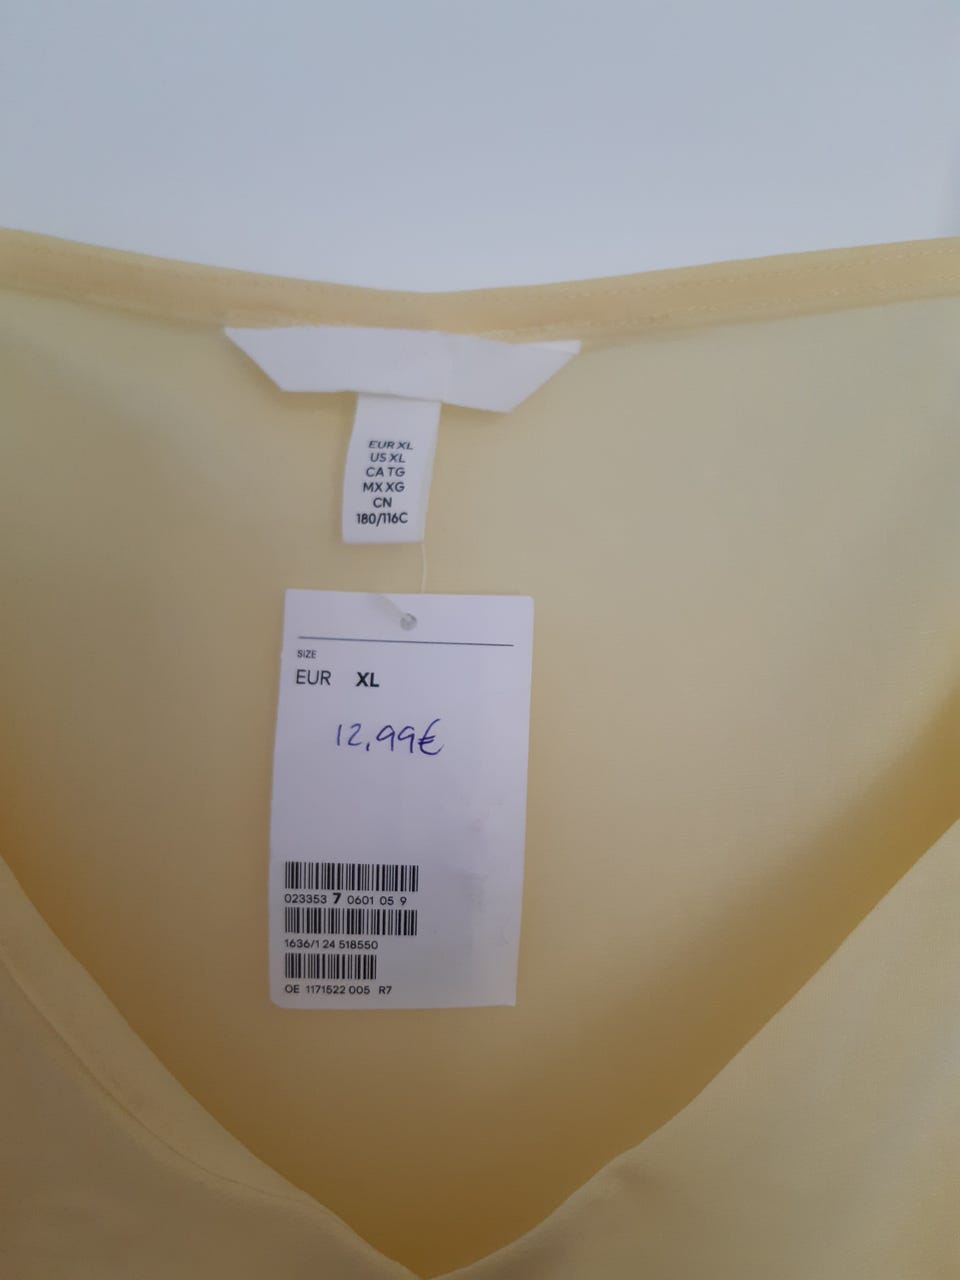 EUR XL
US XL
CA TG
MX XG
CN
180/116C
SIZE
EUR XL
12,99€
023353 7 0601 05 9
1636/1 24 518550
OE 1171522 005 R7